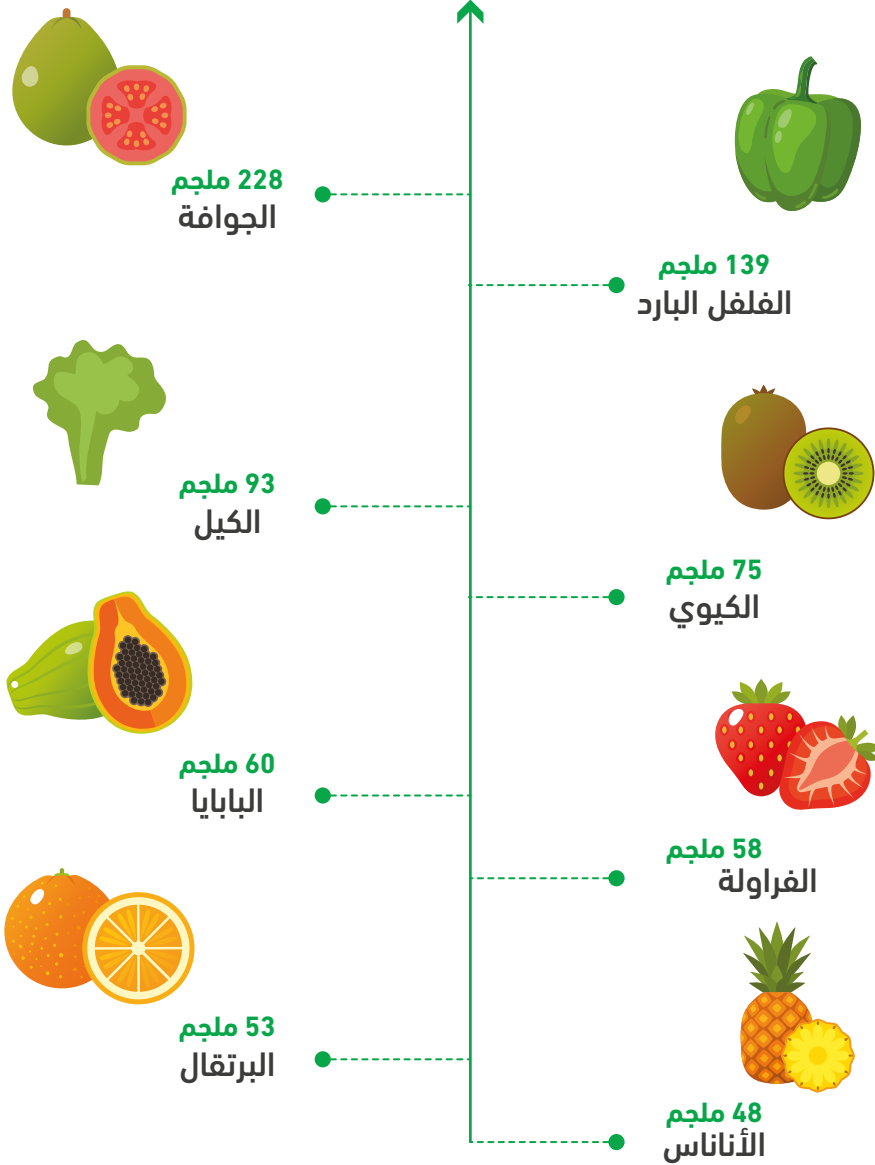 228 ملجم
الجوافة
139 ملجم
الفلفل البارد
93 ملجم
الكيل
75 ملجم
الكيوي
60 ملجم
البابايا
58 ملجم
الفراولة
53 ملجم
البرتقال
48 ملجم
الأناناس